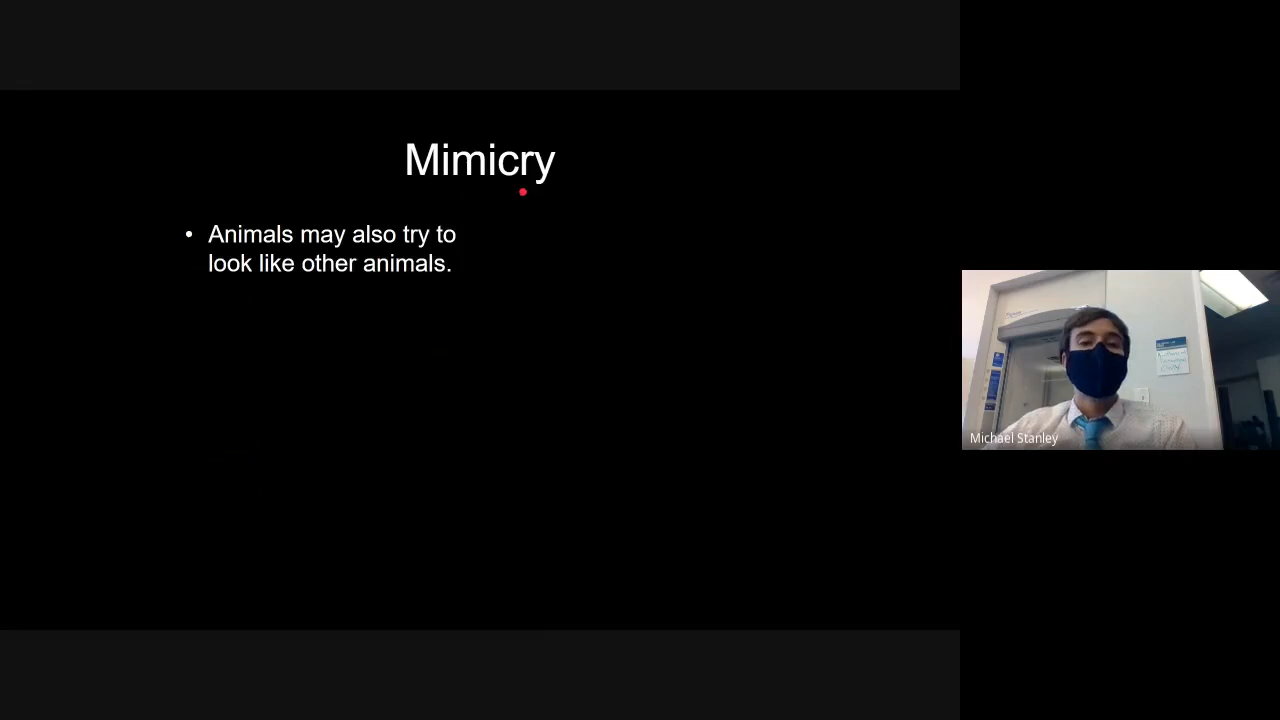 Mimicry
• Animals may also try to
look like other animals.
Michael Stanley